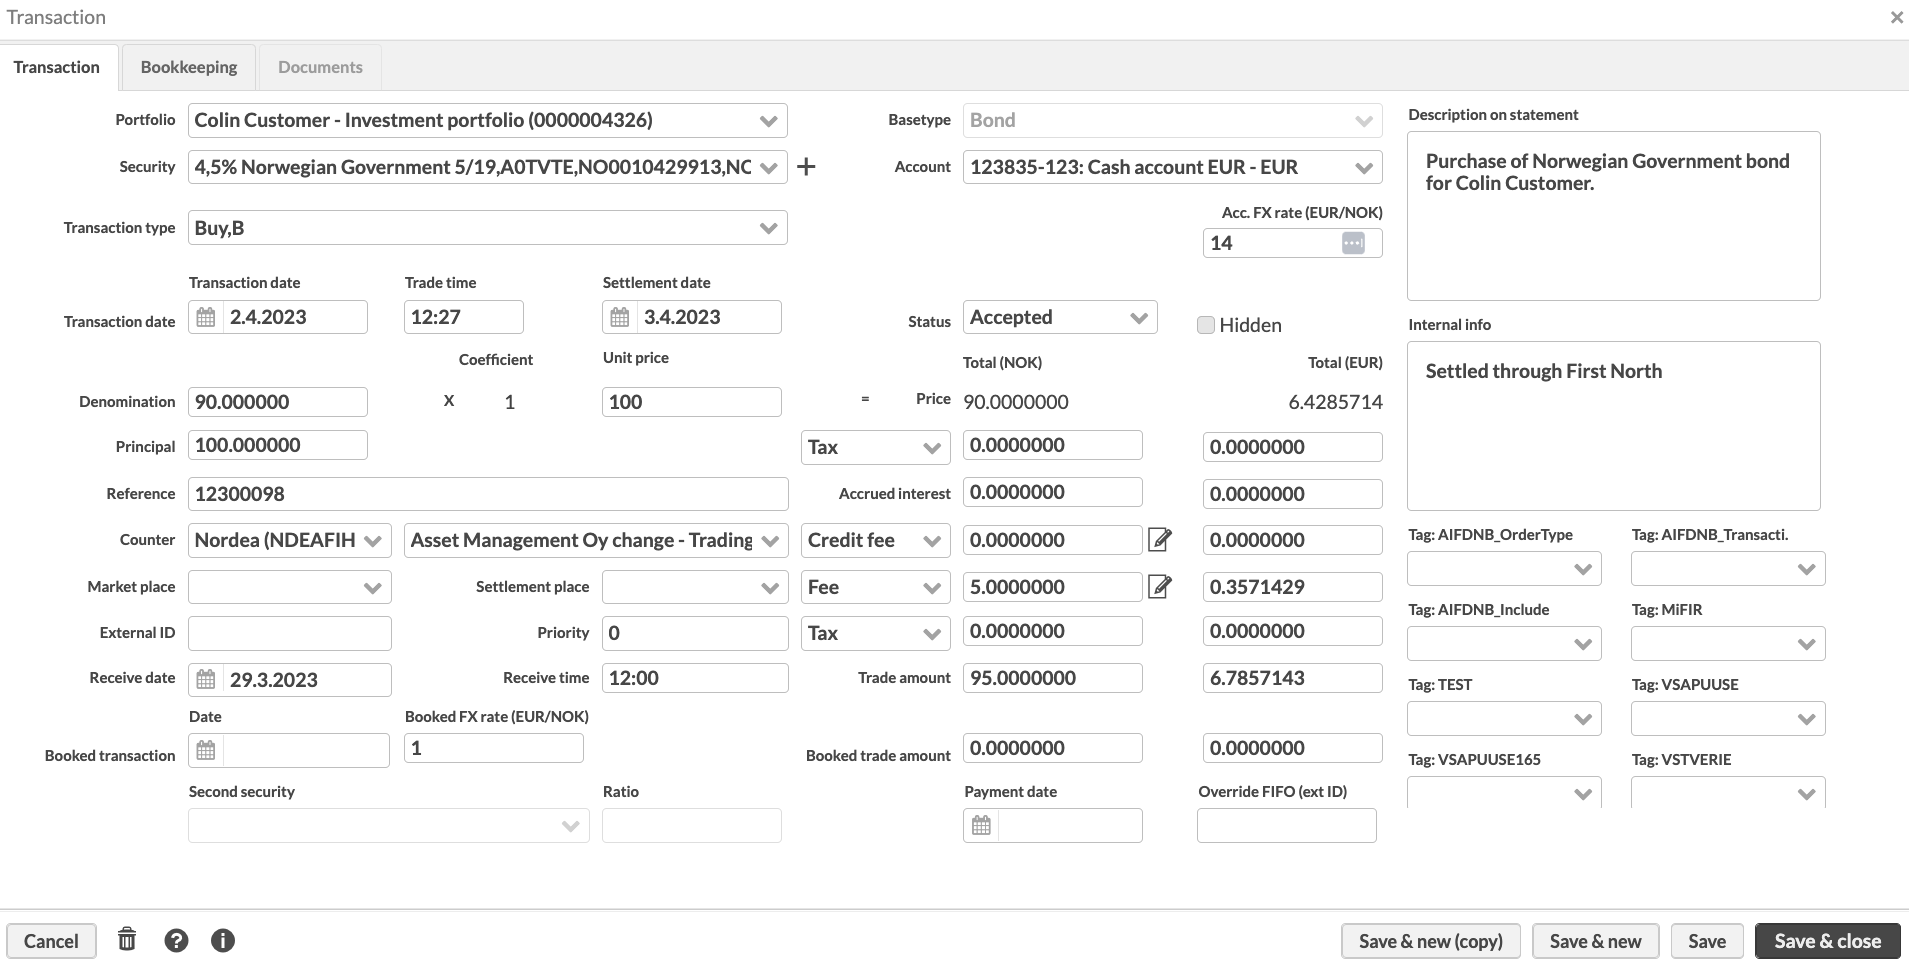 Transaction
Transaction Bookkeeping Documents
Portfolio Colin Customer - Investment portfolio (0000004326)
Basetype Bond
Security 4,5% Norwegian Government 5/19,A0TVTE,NO0010429913,NC
Account 123835-123: Cash account EUR - EUR
Transaction type Buy,B
Acc. FX rate (EUR/NOK)
14
Transaction date Trade time Settlement date
Transaction date 2.4.2023 12:27 3.4.2023
Status Accepted Hidden
Coefficient Unit price Total (NOK) Total (EUR)
Denomination 90.000000 X 1 100 = Price 90.0000000 6.4285714
Principal 100.000000 Tax 0.0000000 0.0000000
Reference 12300098 Accrued interest 0.0000000 0.0000000
Counter Nordea (NDEAFIH Asset Management Oy change - Trading Credit fee 0.0000000 0.0000000
Market place Settlement place Fee 5.0000000 0.3571429
External ID Priority 0 Tax 0.0000000 0.0000000
Receive date 29.3.2023 Receive time 12:00 Trade amount 95.0000000 6.7857143
Date Booked FX rate (EUR/NOK)
Booked transaction 1 Booked trade amount 0.0000000 0.0000000
Second security Ratio Payment date Override FIFO (ext ID)
Description on statement
Purchase of Norwegian Government bond
for Colin Customer.
Internal info
Settled through First North
Tag: AIFDNB_OrderType Tag: AIFDNB_Transacti.
Tag: AIFDNB_Include Tag: MiFIR
Tag: TEST Tag: VSAPUUSE
Tag: VSAPUUSE165 Tag: VSTVERIE
Cancel Save & new (copy) Save & new Save Save & close